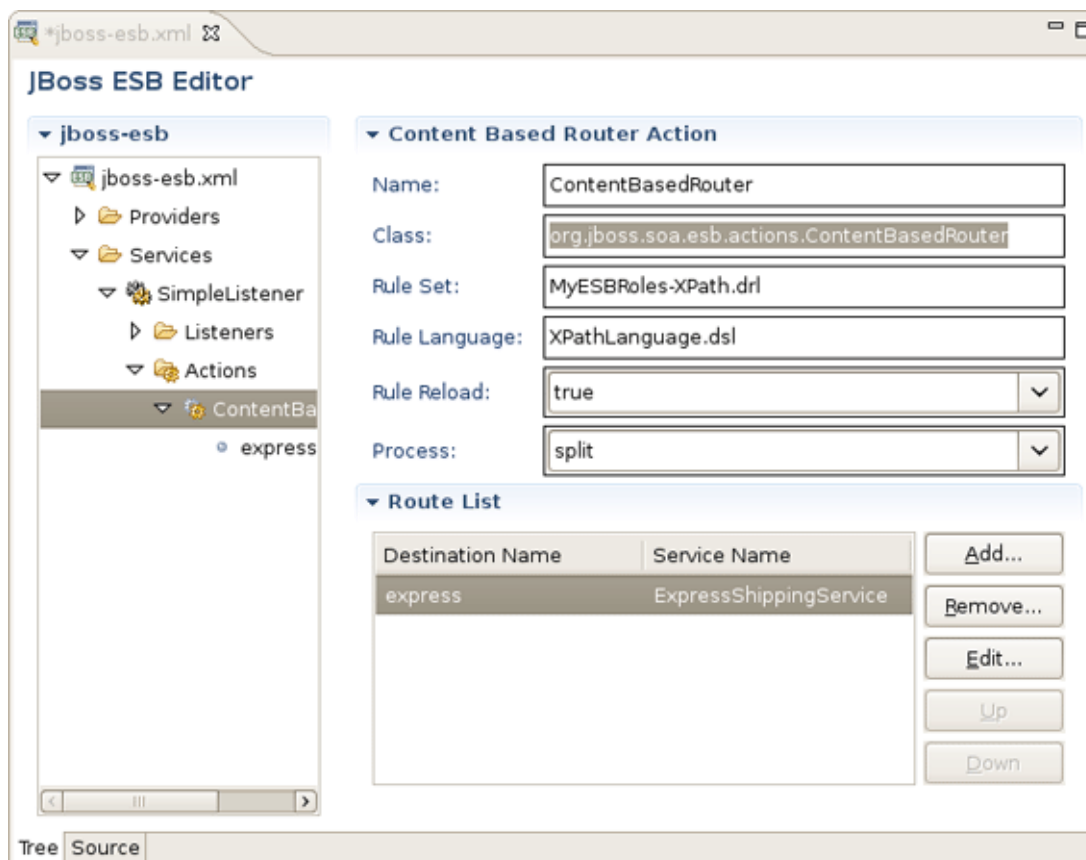 *jboss-esb.xml
JBoss ESB Editor
jboss-esb
jboss-esb.xml
Providers
Services
SimpleListener
Listeners
Actions
ContentBa
express
Content Based Router Action
Name: ContentBasedRouter
Class: org.jboss.soa.esb.actions.ContentBasedRouter
Rule Set: MyESBRoles-XPath.drl
Rule Language: XPathLanguage.dsl
Rule Reload: true
Process: split
Route List
Destination Name Service Name
express ExpressShippingService
Add...
Remove...
Edit...
Up
Down
Tree Source